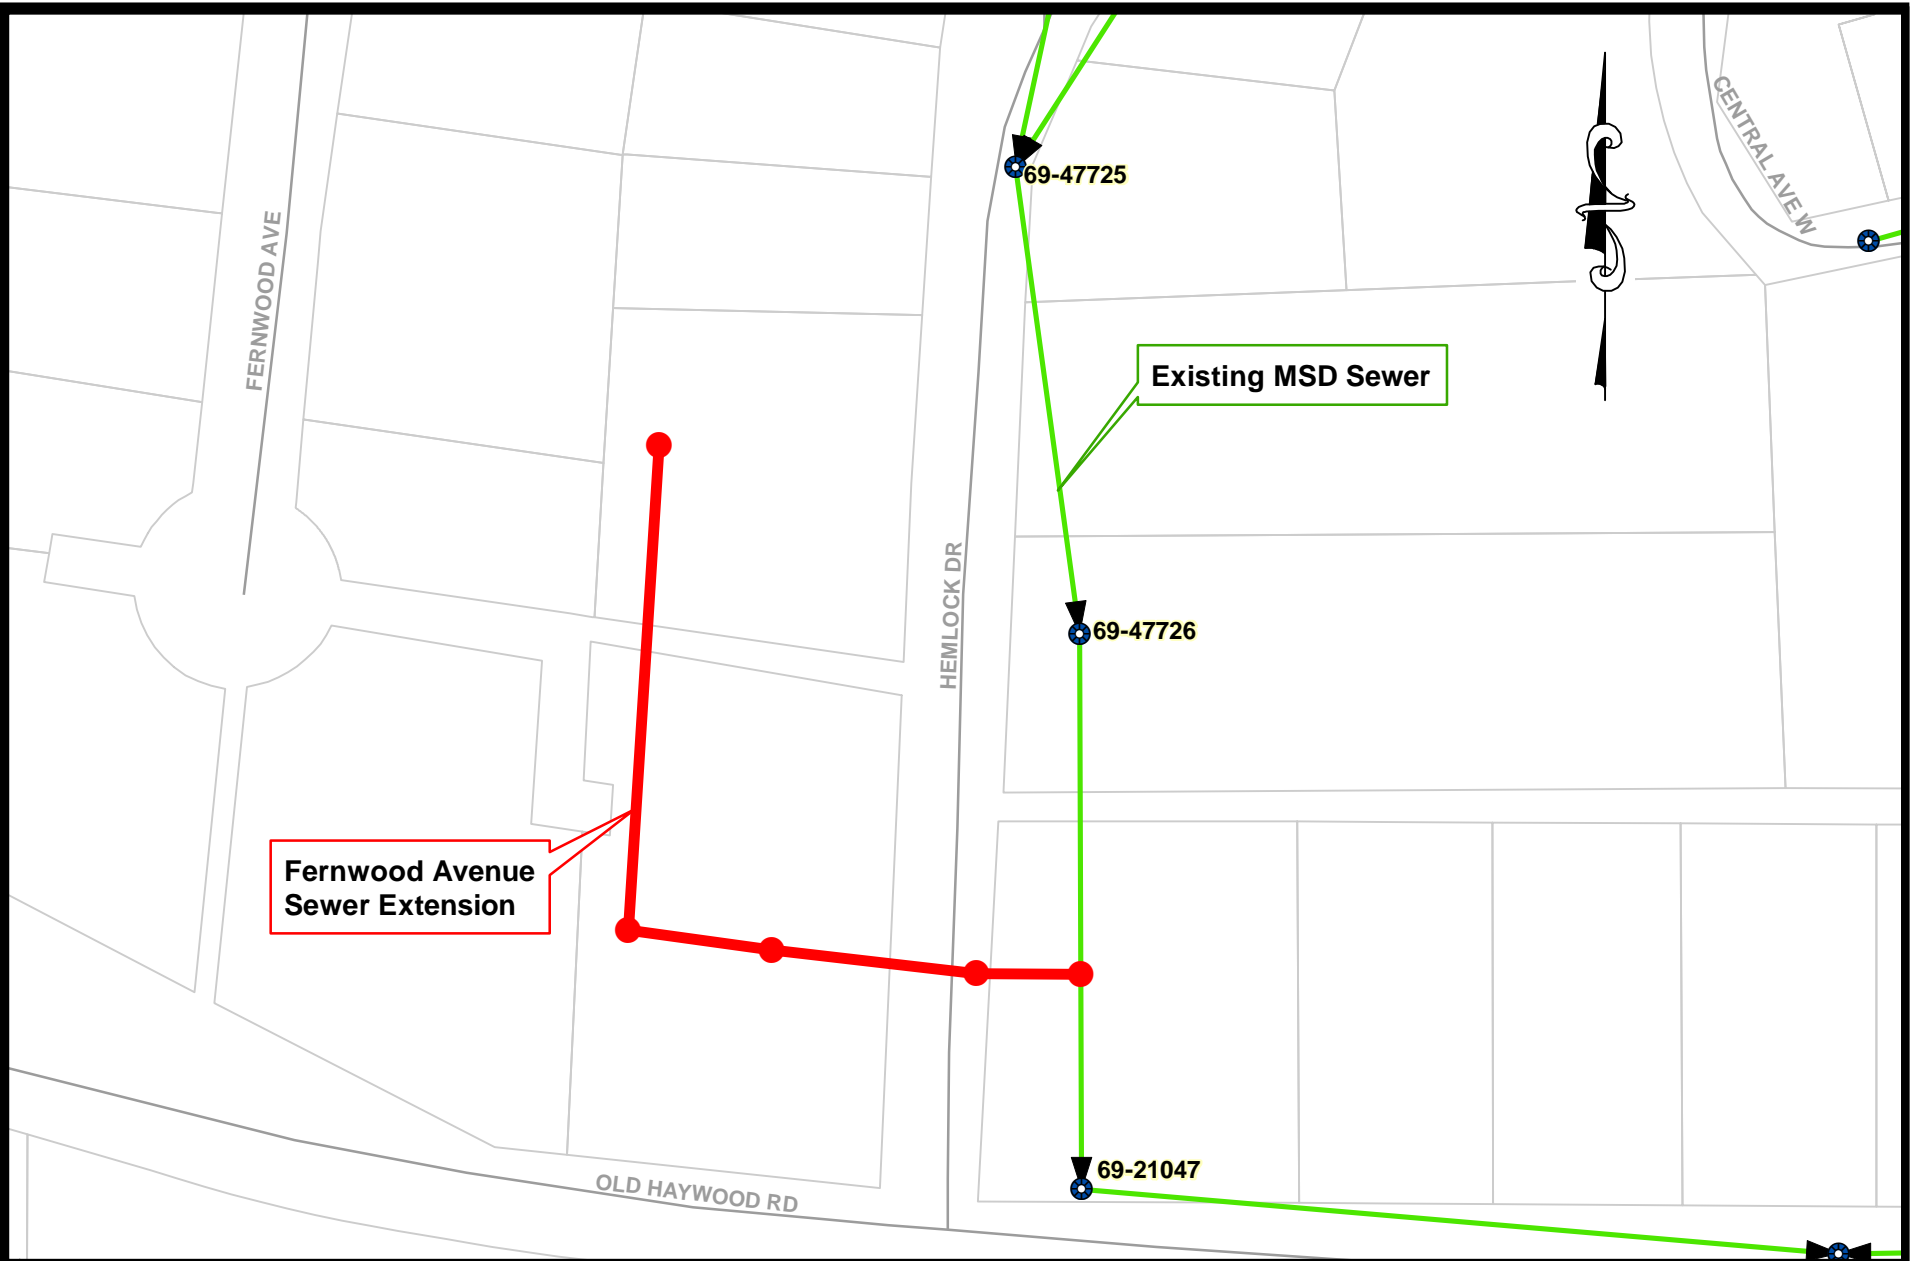 CENTRAL AVE W
69-47725
FERNWOOD AVE
Existing MSD Sewer
HEMLOCK DR
69-47726
Fernwood Avenue
Sewer Extension
69-21047
OLD HAYWOOD RD